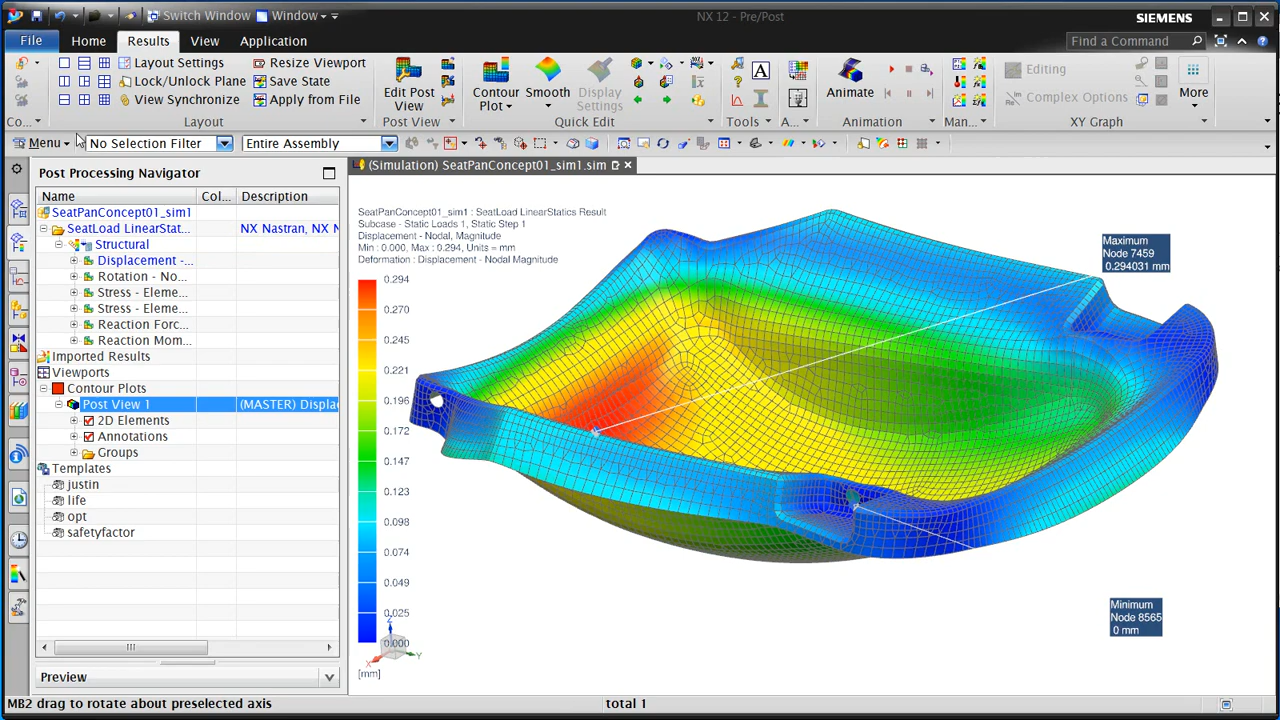 Switch Window Window NX 12 - Pre/Post SIEMENS
File Home Results View Application Find a Command
Layout Settings Resize Viewport
Lock/Unlock Plane Save State
View Synchronize Apply from File
Edit Post View
Contour Plot
Smooth
Display Settings
Animate
Editing
Complex Options
More
Co... Layout Post View Quick Edit Tools Animation Man... XY Graph
Menu No Selection Filter Entire Assembly
Post Processing Navigator
(Simulation) SeatPanConcept01_sim1.sim
Name Col... Description
SeatPanConcept01_sim1
SeatLoad LinearStat... NX Nastran, NX N
Structural
Displacement -...
Rotation - No...
Stress - Eleme...
Stress - Eleme...
Reaction Forc...
Reaction Mom...
Imported Results
Viewports
Contour Plots
Post View 1 (MASTER) Displa
2D Elements
Annotations
Groups
Templates
justin
life
opt
safetyfactor
Preview
SeatPanConcept01_sim1 : SeatLoad LinearStatics Result
Subcase - Static Loads 1, Static Step 1
Displacement - Nodal, Magnitude
Min : 0.000, Max : 0.294, Units = mm
Deformation : Displacement - Nodal Magnitude
0.294
0.270
0.245
0.221
0.196
0.172
0.147
0.123
0.098
0.074
0.049
0.025
0.000
[mm]
Z
X
Y
Maximum
Node 7459
0.294031 mm
Minimum
Node 8565
0 mm
MB2 drag to rotate about preselected axis total 1